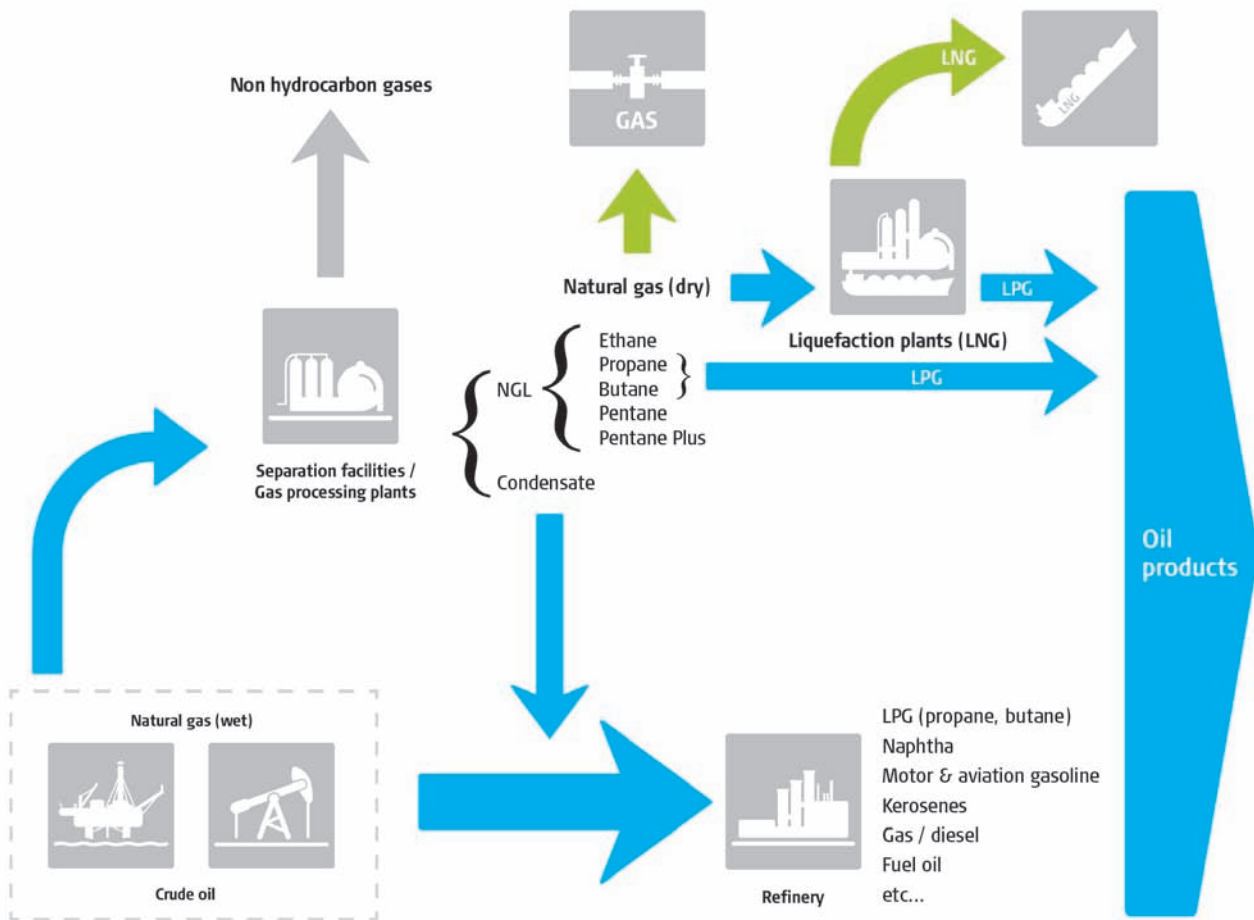 Non hydrocarbon gases
GAS
LNG
LNG
Natural gas (dry)
LPG
Liquefaction plants (LNG)
Ethane
Propane
Butane
Pentane
Pentane Plus
NGL
LPG
Condensate
Separation facilities /
Gas processing plants
Oil
products
Natural gas (wet)
Crude oil
Refinery
LPG (propane, butane)
Naphtha
Motor & aviation gasoline
Kerosenes
Gas / diesel
Fuel oil
etc...